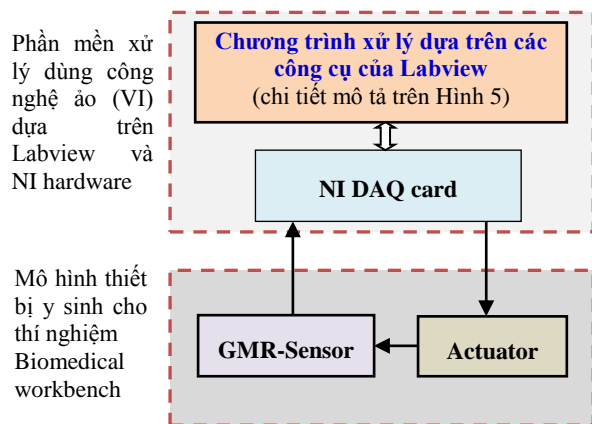 Phần mền xử
lý dùng công
nghệ ảo (VI)
dựa trên
Labview và
NI hardware
Chương trình xử lý dựa trên các
công cụ của Labview
(chi tiết mô tả trên Hình 5)
NI DAQ card
Mô hình thiết
bị y sinh cho
thí nghiệm
Biomedical
workbench
GMR-Sensor
Actuator